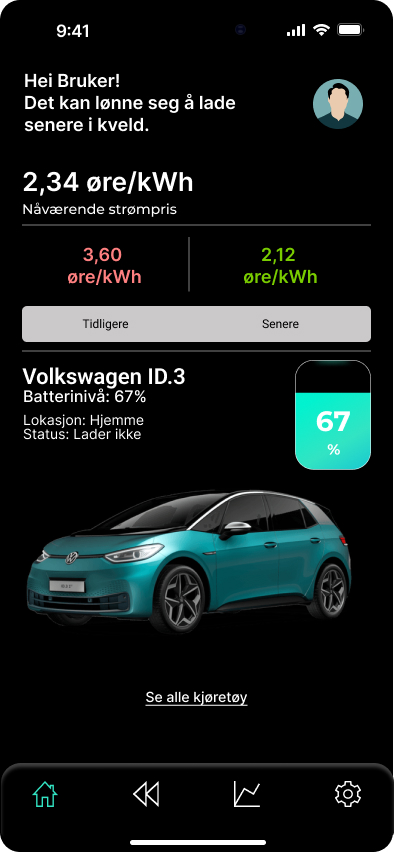 9:41
Hei Bruker!
Det kan lønne seg å lade
senere i kveld.
2,34 øre/kWh
Nåværende strømpris
3,60
øre/kWh
2,12
øre/kWh
Tidligere
Senere
Volkswagen ID.3
Batterinivå: 67%
Lokasjon: Hjemme
Status: Lader ikke
67
%
Se alle kjøretøy